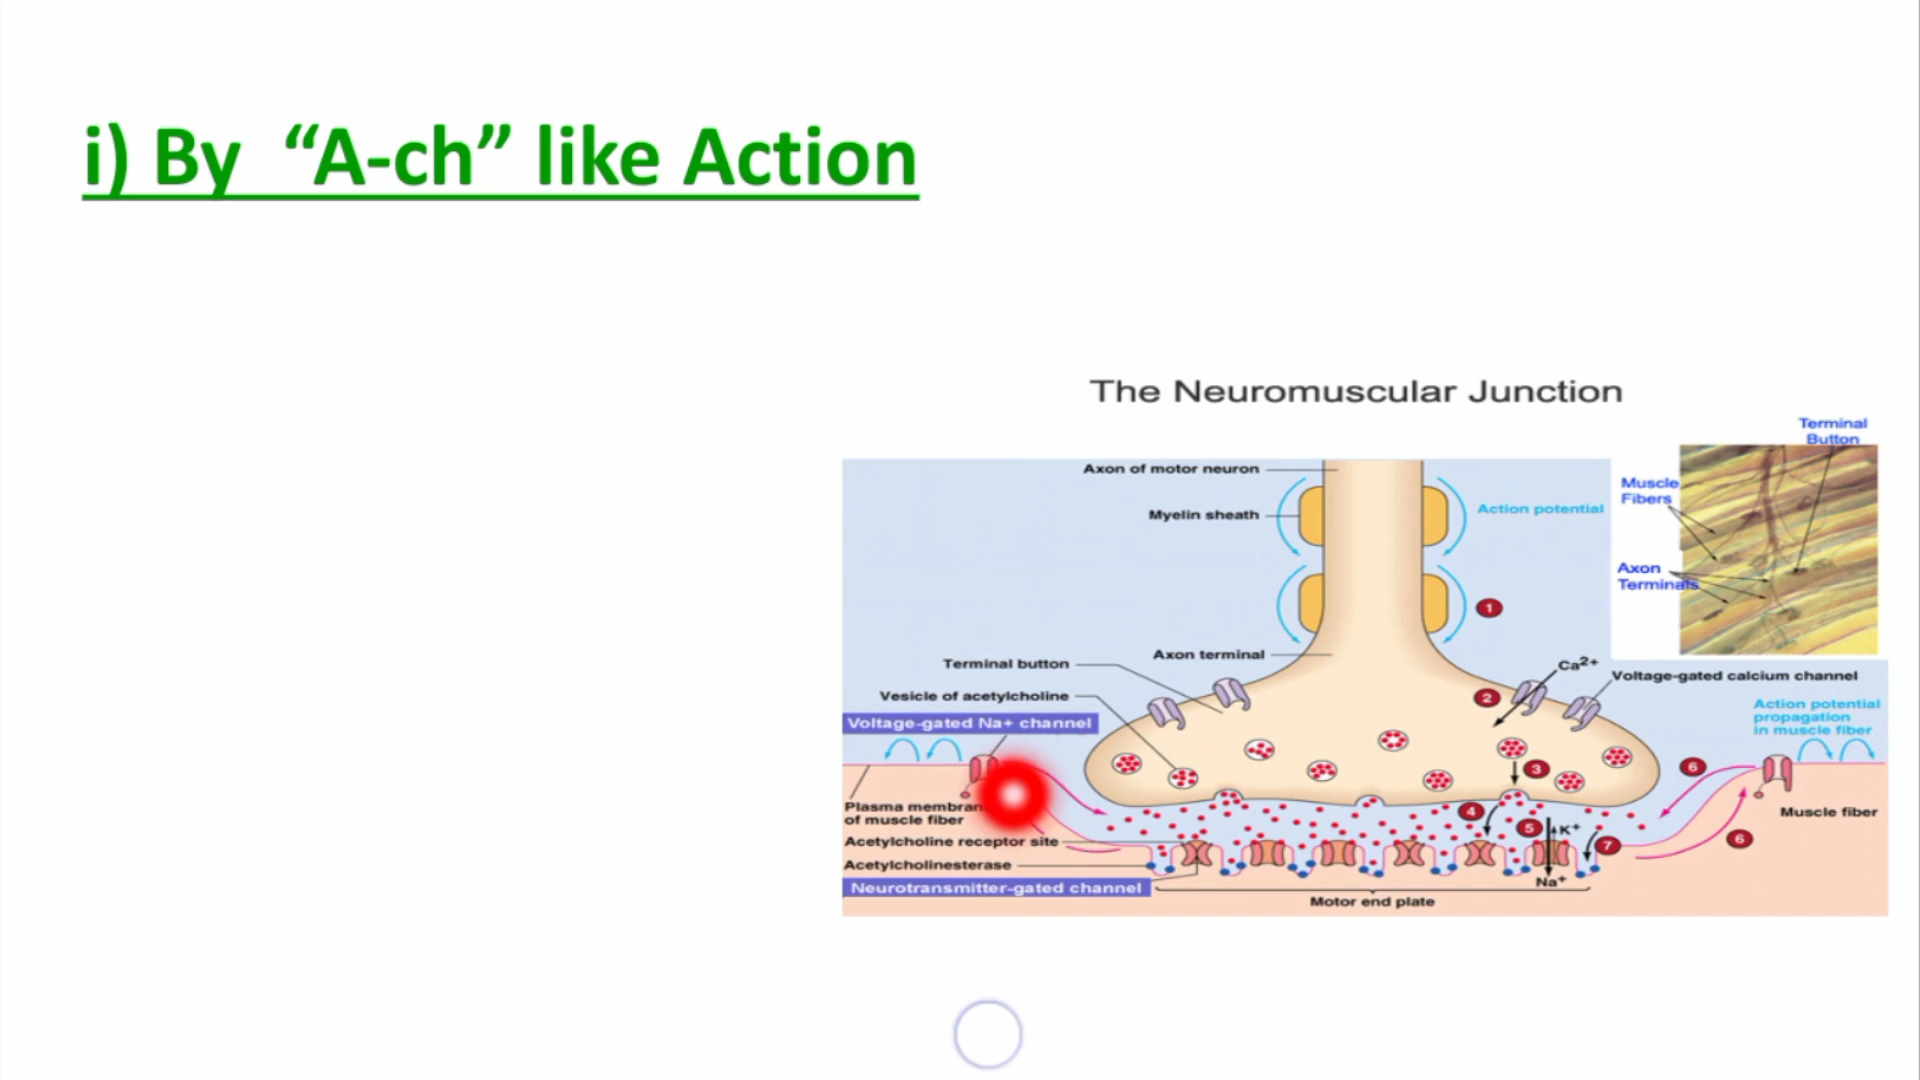 i) By “A-ch” like Action
The Neuromuscular Junction
Terminal
Button
Axon of motor neuron
Muscle
Fibers
Myelin sheath
Action potential
Axon
Terminals
1
Axon terminal
Terminal button
Ca2+
Voltage-gated calcium channel
Vesicle of acetylcholine
2
Action potential
propagation
in muscle fiber
Voltage-gated Na+ channel
3
6
Plasma membran
of muscle fiber
4
Muscle fiber
5
K+
6
Acetylcholine receptor site
7
Acetylcholinesterase
Na+
Neurotransmitter-gated channel
Motor end plate